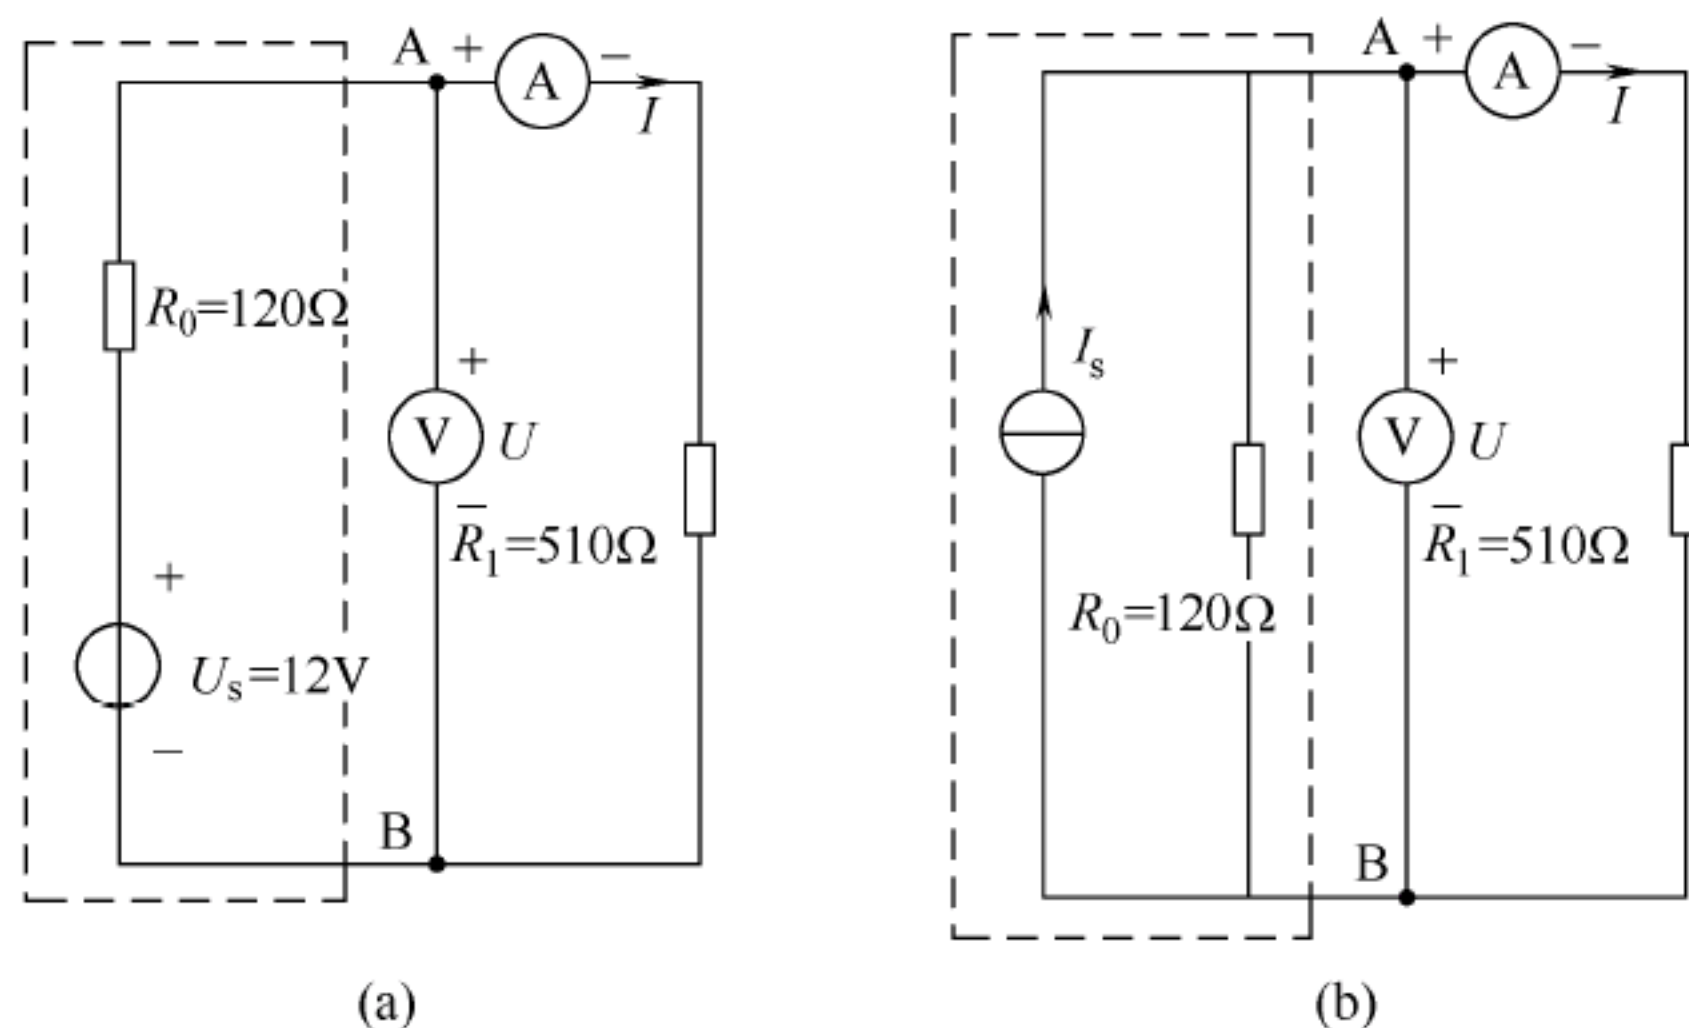 A + A −
I
R₀=120Ω
+
V U
−
R₁=510Ω
+
Uₛ=12V
−
B
(a)
A + A −
I
Iₛ
+
V U
−
R₁=510Ω
R₀=120Ω
B
(b)